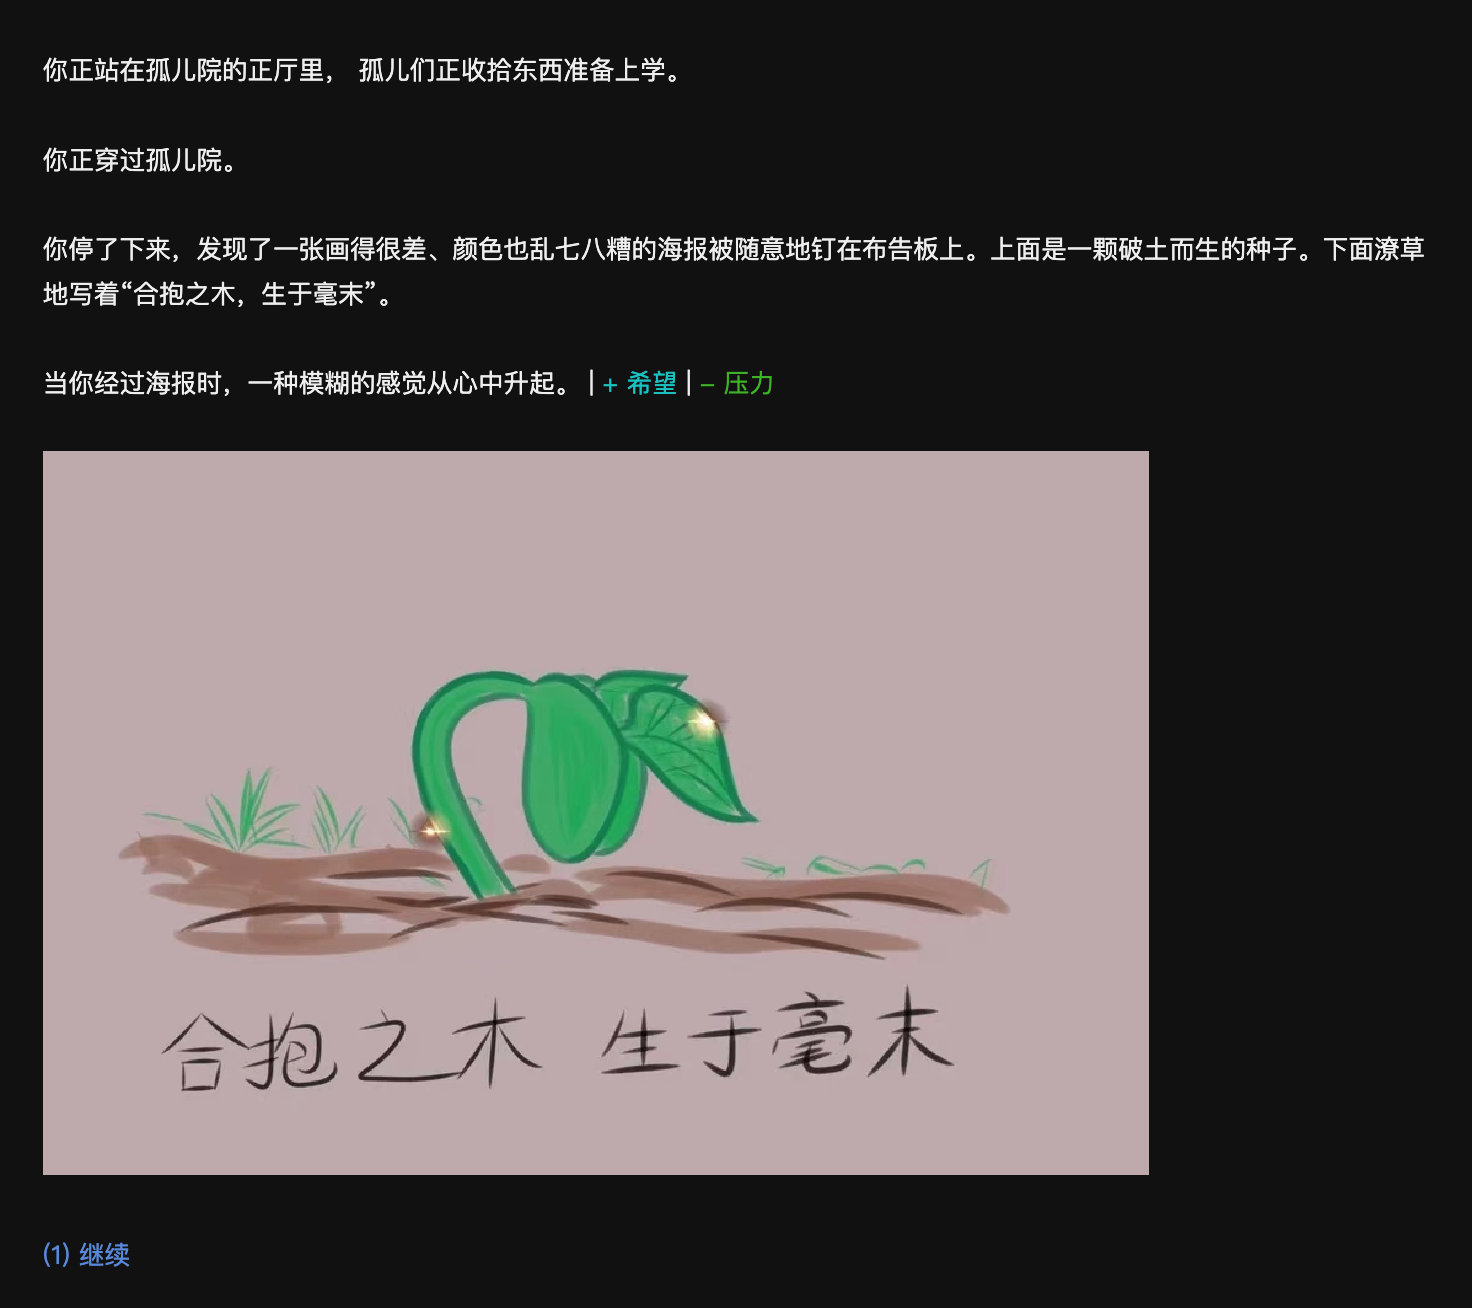 你正站在孤儿院的正厅里， 孤儿们正收拾东西准备上学。
你正穿过孤儿院。
你停了下来，发现了一张画得很差、颜色也乱七八糟的海报被随意地钉在布告板上。上面是一颗破土而生的种子。下面潦草
地写着“合抱之木，生于毫末”。
当你经过海报时，一种模糊的感觉从心中升起。 | + 希望 | - 压力
合抱之木 生于毫末
(1) 继续